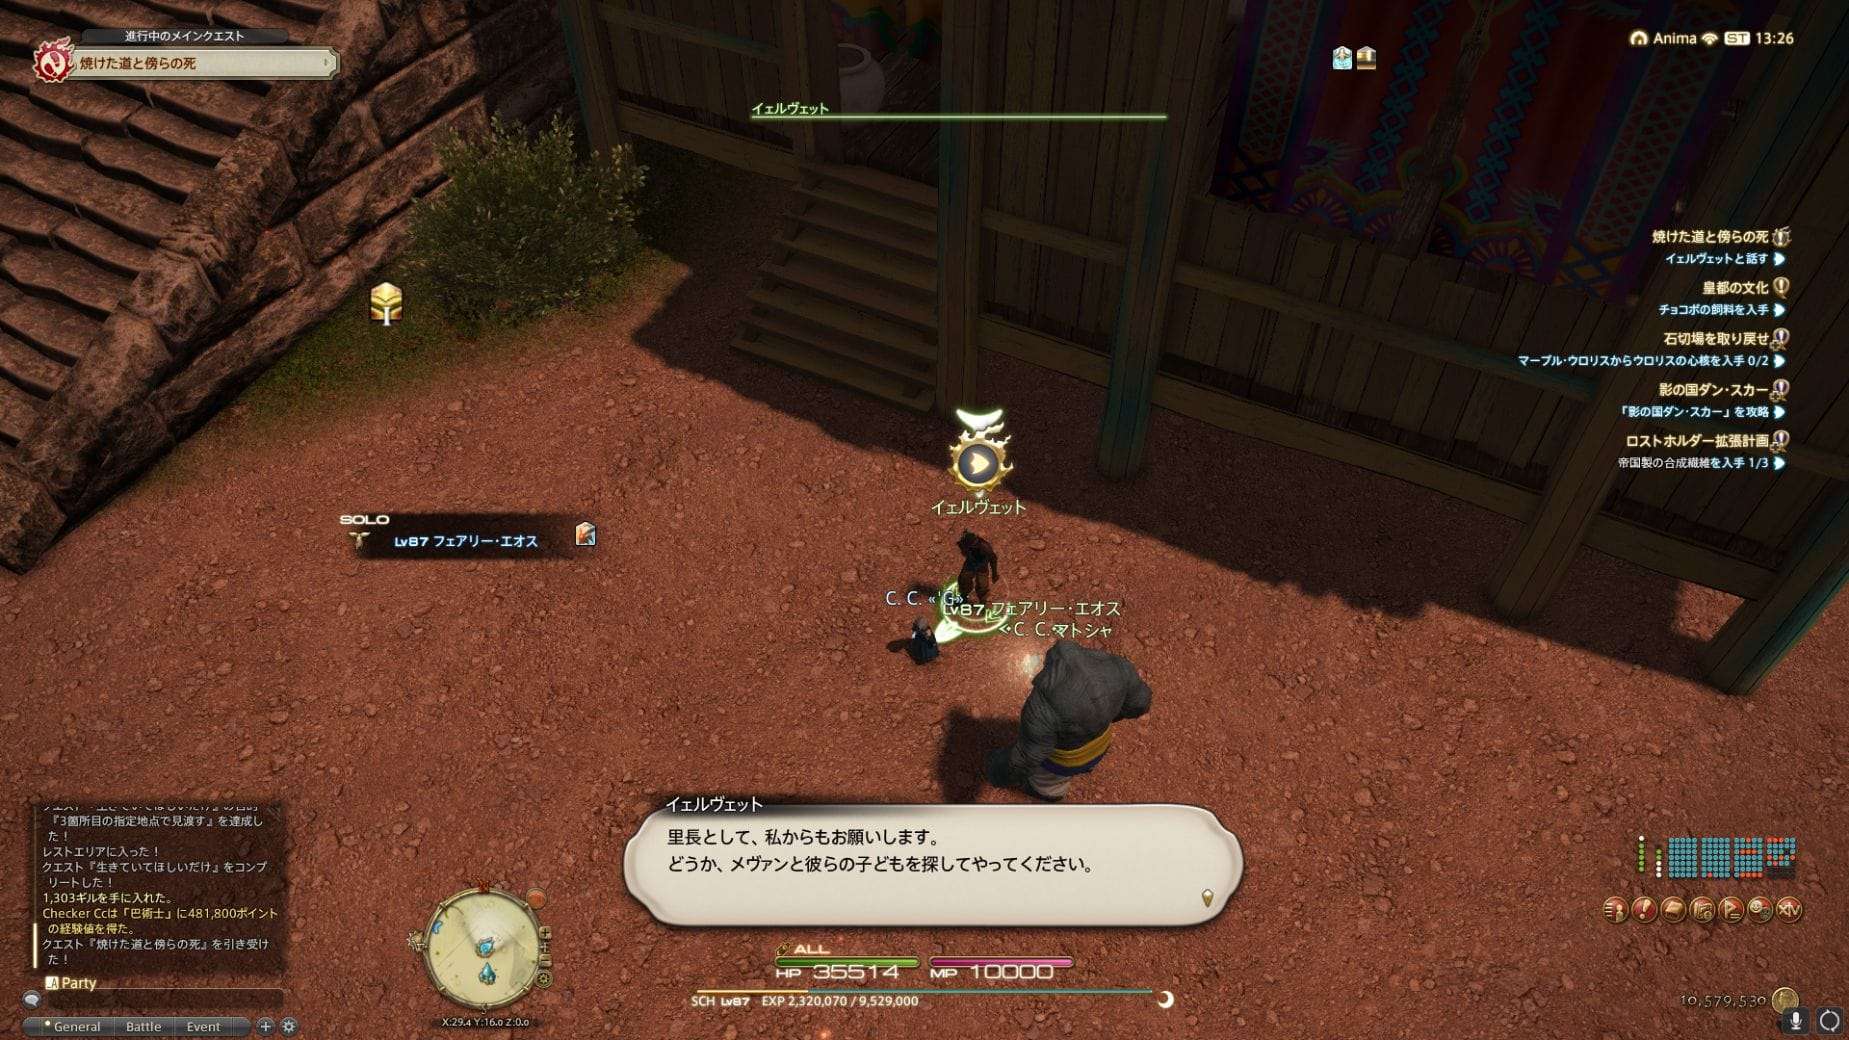 進行中のメインクエスト
焼けた道と傍らの死
Anima ST 13:26
イェルヴェット
焼けた道と傍らの死
イェルヴェットと話す
皇都の文化
チョコボの飼料を入手
石切場を取り戻せ
マーブル・ウロリスからウロリスの心核を入手 0/2
影の国ダン・スカー
「影の国ダン・スカー」を攻略
ロストホルダー拡張計画
帝国製の合成繊維を入手 1/3
SOLO
Lv87 フェアリー・エオス
イェルヴェット
C. C. «'G»
Lv87 フェアリー・エオス
C. C.
マトシャ
イェルヴェット
里長として、私からもお願いします。
どうか、メヴァンと彼らの子どもを探してやってください。
クエスト『生きていてほしいだけ』の目的
『3箇所目の指定地点で見渡す』を達成し
た！
レストエリアに入った！
クエスト『生きていてほしいだけ』をコンプ
リートした！
1,303ギルを手に入れた。
Checker Ccは「巴術士」に481,800ポイント
の経験値を得た。
クエスト『焼けた道と傍らの死』を引き受け
た！
A Party
General Battle Event
X:29.4 Y:16.0 Z:0.0
ALL
HP 35514 MP 10000
SCH Lv87 EXP 2,320,070 / 9,529,000
XIV
10,579,530